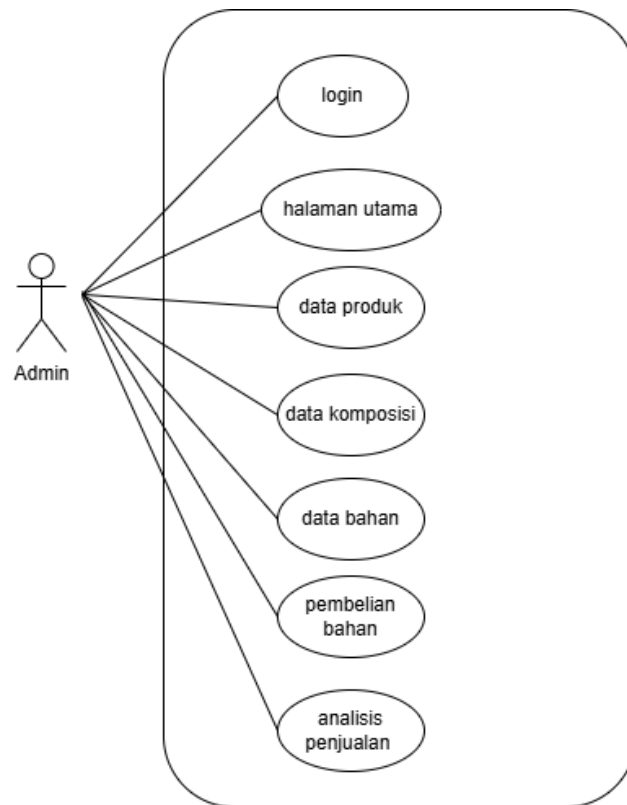 login
halaman utama
data produk
Admin
data komposisi
data bahan
pembelian
bahan
analisis
penjualan